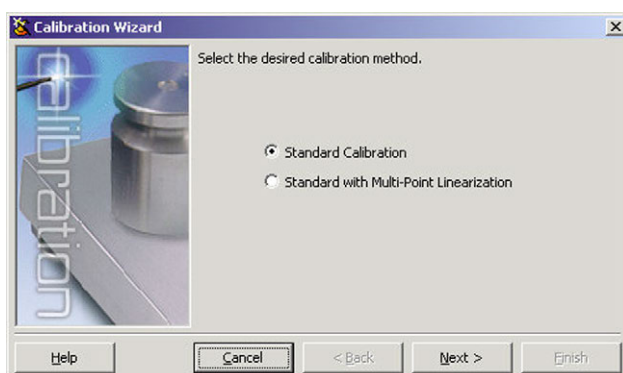 Calibration Wizard
Calibration
Select the desired calibration method.
Standard Calibration
Standard with Multi-Point Linearization
Help
Cancel
< Back
Next >
Finish